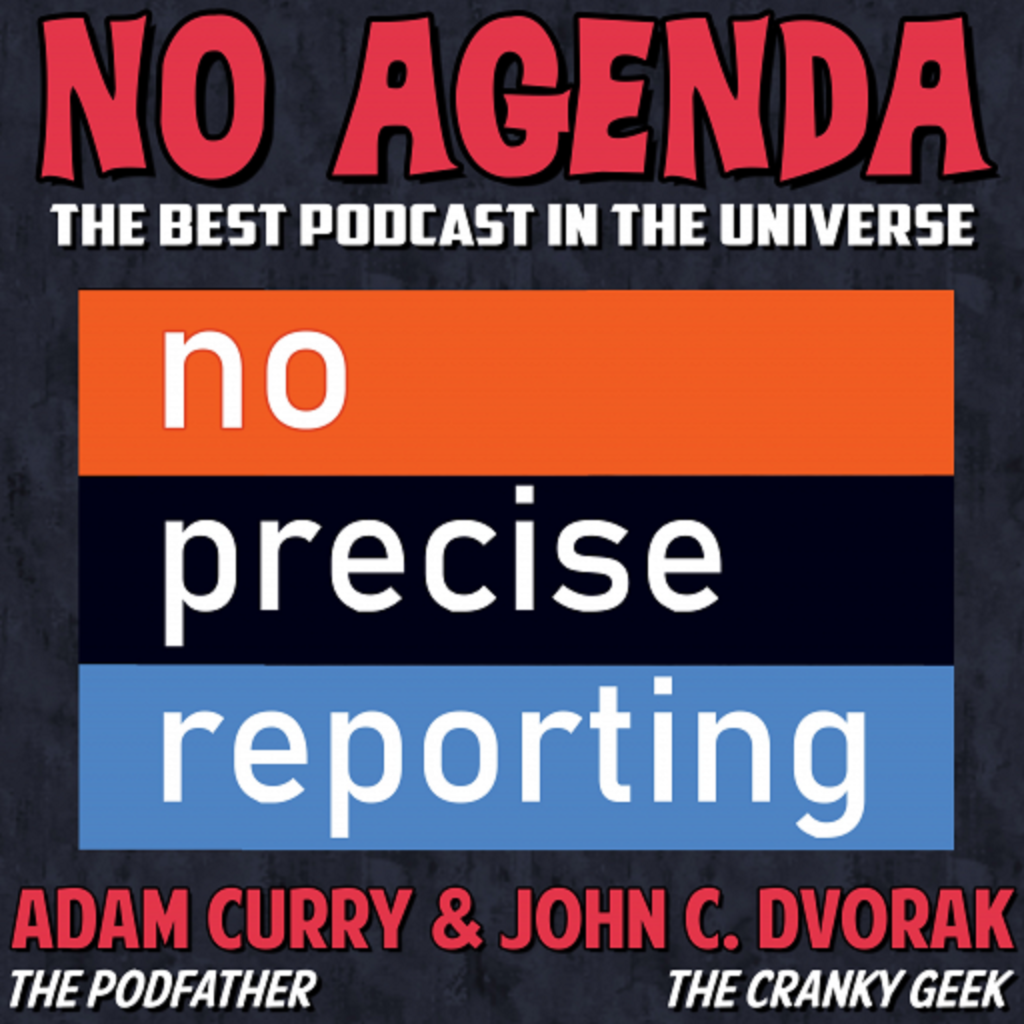 NO AGENDA
THE BEST PODCAST IN THE UNIVERSE
no
precise
reporting
ADAM CURRY & JOHN C. DVORAK
THE PODFATHER THE CRANKY GEEK